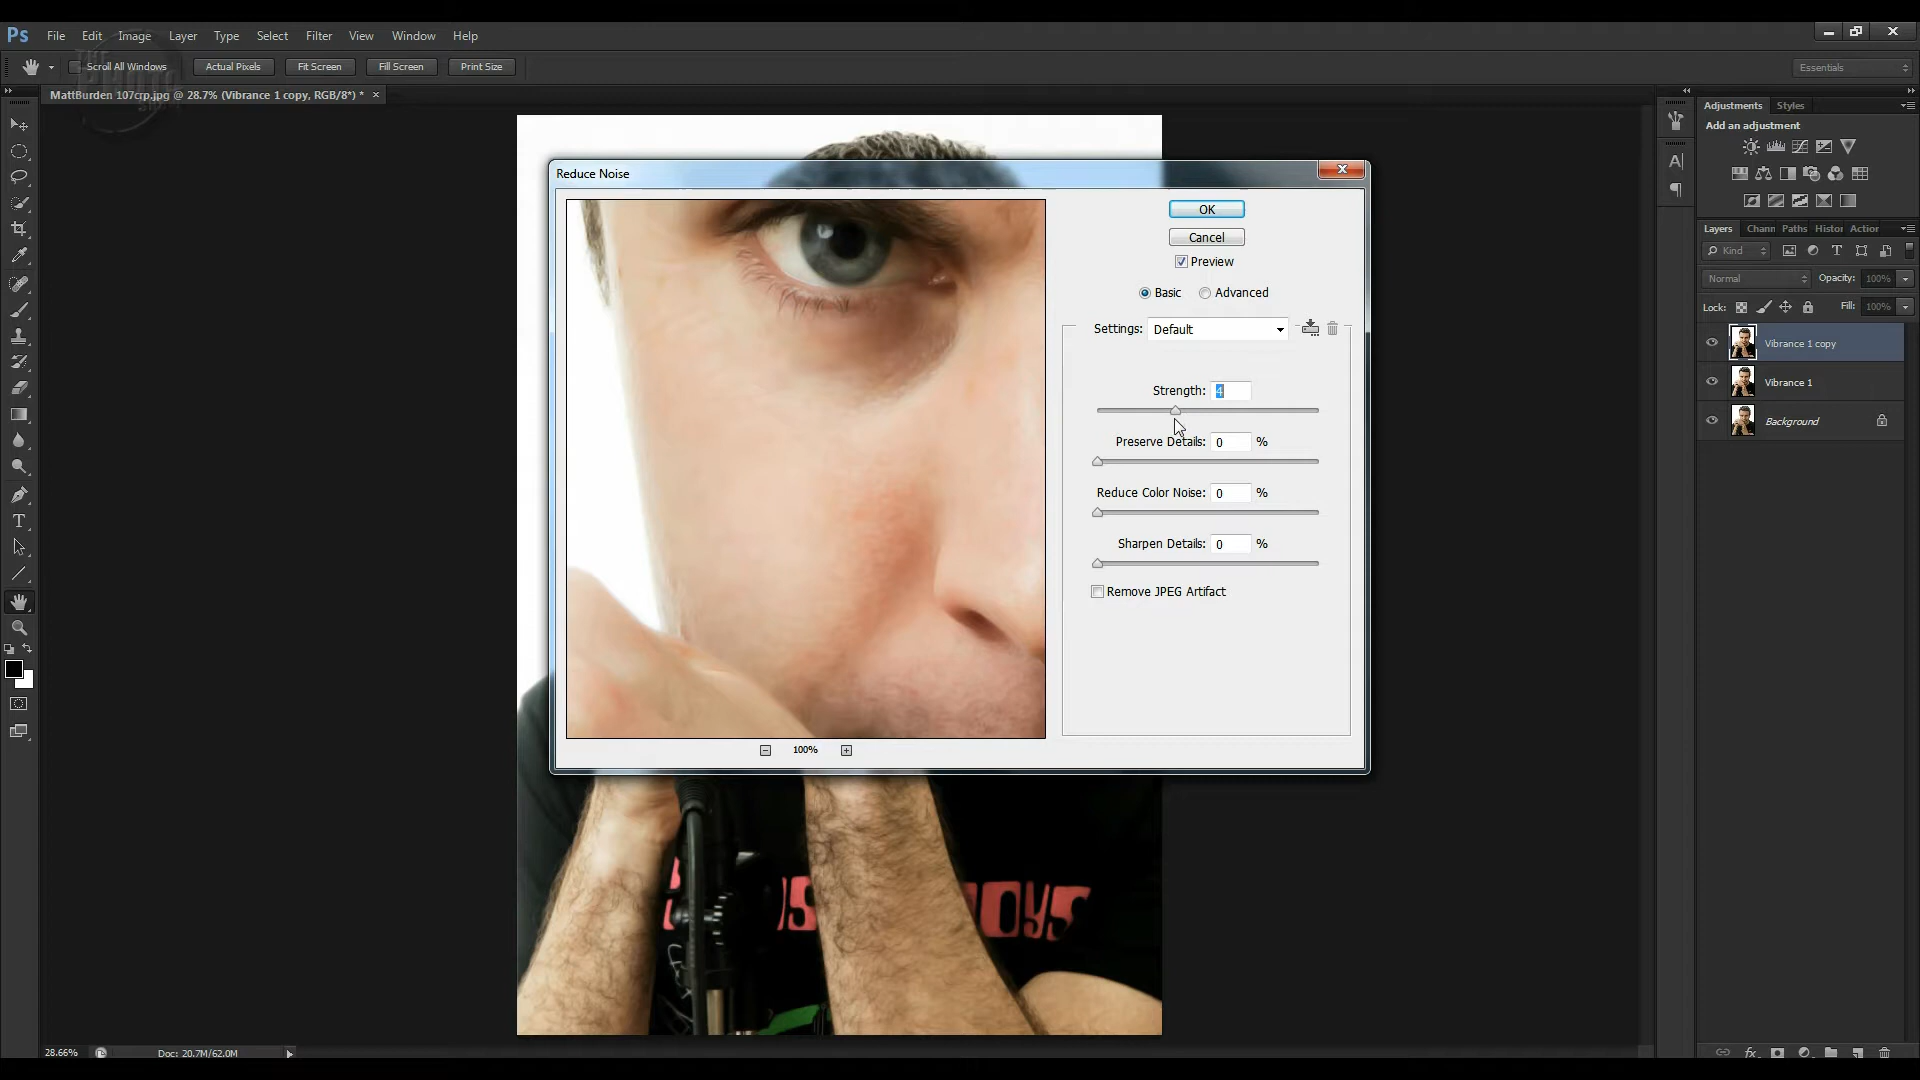 Ps File Edit Image Layer Type Select Filter View Window Help
Scroll All Windows Actual Pixels Fit Screen Fill Screen Print Size Essentials
MattBurden 107crp.jpg @ 28.7% (Vibrance 1 copy, RGB/8*) * ×
Adjustments Styles
Add an adjustment
Reduce Noise
OK
Cancel
Preview
Basic Advanced
Settings: Default
Strength: 4
Preserve Details: 0 %
Reduce Color Noise: 0 %
Sharpen Details: 0 %
Remove JPEG Artifact
100%
Layers Chann Paths Histor Action
Kind
Normal Opacity: 100%
Lock: Fill: 100%
Vibrance 1 copy
Vibrance 1
Background
28.66% Doc: 20.7M/62.0M